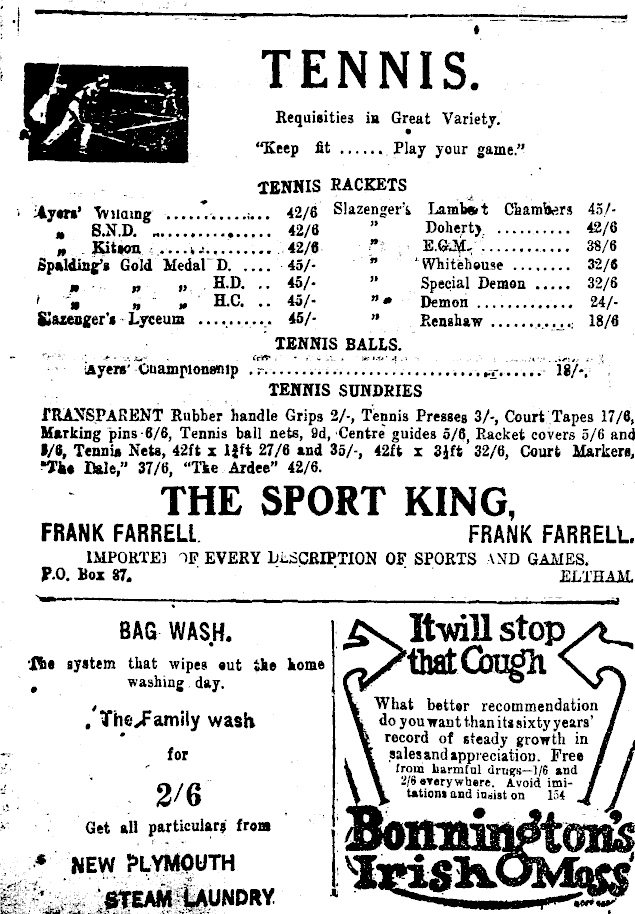 TENNIS.
Requisities in Great Variety.
"Keep fit ...... Play your game."
TENNIS RACKETS
Ayers' Wilding ............. 42/6
„ S.N.D. ............... 42/6
„ Kitson ............... 42/6
Spalding's Gold Medal D. .... 45/-
„ „ „ H.D. .. 45/-
„ „ „ H.C. .. 45/-
Slazenger's Lyceum .......... 45/-
Slazenger's Lambert Chambers 45/-
" Doherty .......... 42/6
" E.G.M. ............ 38/6
" Whitehouse ........ 32/6
" Special Demon ..... 32/6
" Demon ............. 24/-
" Renshaw ........... 18/6
TENNIS BALLS.
Ayers' Championship ........................................ 18/-.
TENNIS SUNDRIES
TRANSPARENT Rubber handle Grips 2/-, Tennis Presses 3/-, Court Tapes 17/6,
Marking pins 6/6, Tennis ball nets, 9d, Centre guides 5/6, Racket covers 5/6 and
Tennis Nets, 42ft x 1¾ft 27/6 and 35/-, 42ft x 3½ft 32/6, Court Markers,
"The Dale," 37/6, "The Ardee" 42/6.
THE SPORT KING,
FRANK FARRELL. FRANK FARRELL.
IMPORTER OF EVERY DESCRIPTION OF SPORTS AND GAMES.
P.O. Box 87. ELTHAM.
BAG WASH.
The system that wipes out the home
washing day.
The Family wash
for
2/6
Get all particulars from
NEW PLYMOUTH
STEAM LAUNDRY.
It will stop
that Cough
What better recommendation
do you want than its sixty years'
record of steady growth in
sales and appreciation. Free
from harmful drugs—1/6 and
2/6 everywhere. Avoid imi-
tations and insist on 154
Bonnington's
Irish Moss